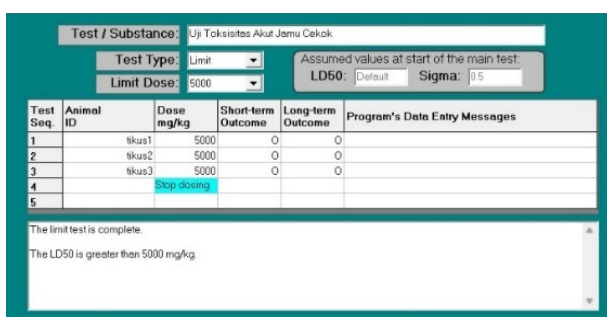 Test / Substance: Uji Toksisitas Akut Jamu Cekok
Test Type: Limit
Assumed values at start of the main test:
Limit Dose: 5000
LD50: Default Sigma: 0.5
Test Seq. Animal ID Dose mg/kg Short-term Outcome Long-term Outcome Program's Data Entry Messages
1 tikus1 5000 O O
2 tikus2 5000 O O
3 tikus3 5000 O O
4 Stop dosing
5
The limit test is complete.
The LD50 is greater than 5000 mg/kg.